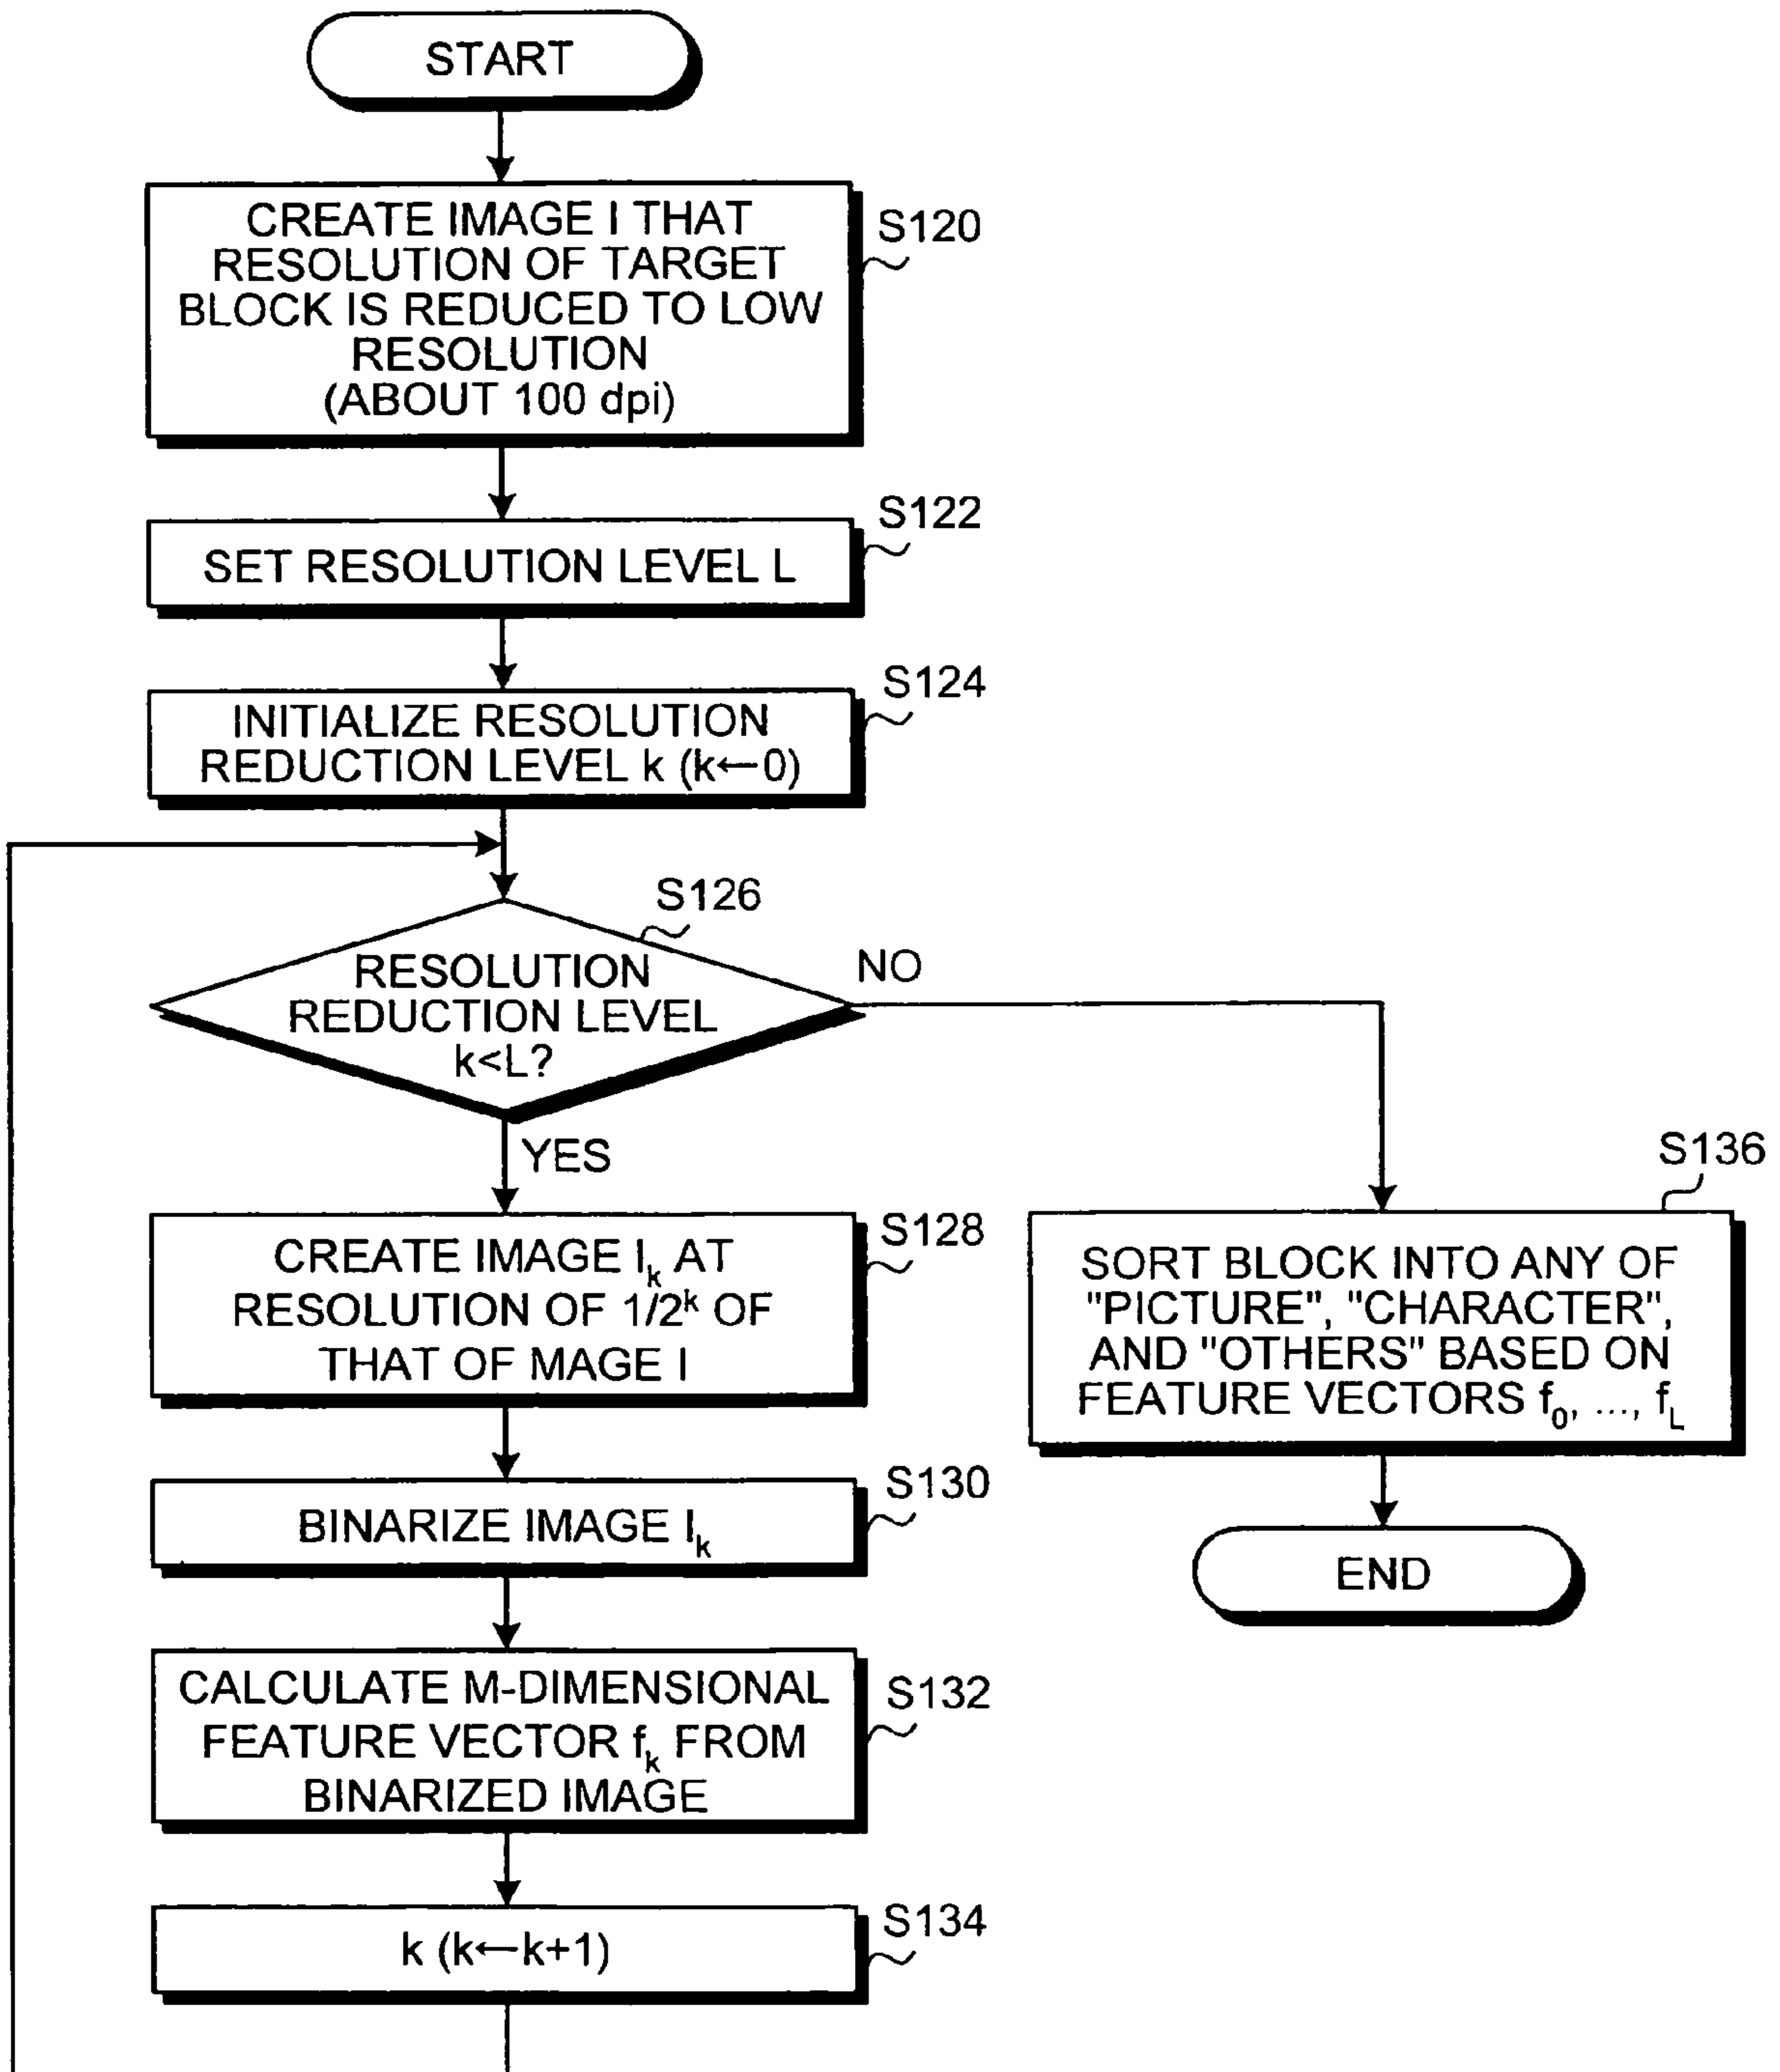 START
CREATE IMAGE I THAT
RESOLUTION OF TARGET
BLOCK IS REDUCED TO LOW
RESOLUTION
(ABOUT 100 dpi)
S120
SET RESOLUTION LEVEL L
S122
INITIALIZE RESOLUTION
REDUCTION LEVEL k (k←0)
S124
S126
RESOLUTION
REDUCTION LEVEL
k<L?
NO
YES
CREATE IMAGE Iₖ AT
RESOLUTION OF 1/2ᵏ OF
THAT OF MAGE I
S128
BINARIZE IMAGE Iₖ
S130
CALCULATE M-DIMENSIONAL
FEATURE VECTOR fₖ FROM
BINARIZED IMAGE
S132
k (k←k+1)
S134
S136
SORT BLOCK INTO ANY OF
"PICTURE", "CHARACTER",
AND "OTHERS" BASED ON
FEATURE VECTORS f₀, ..., f_L
END